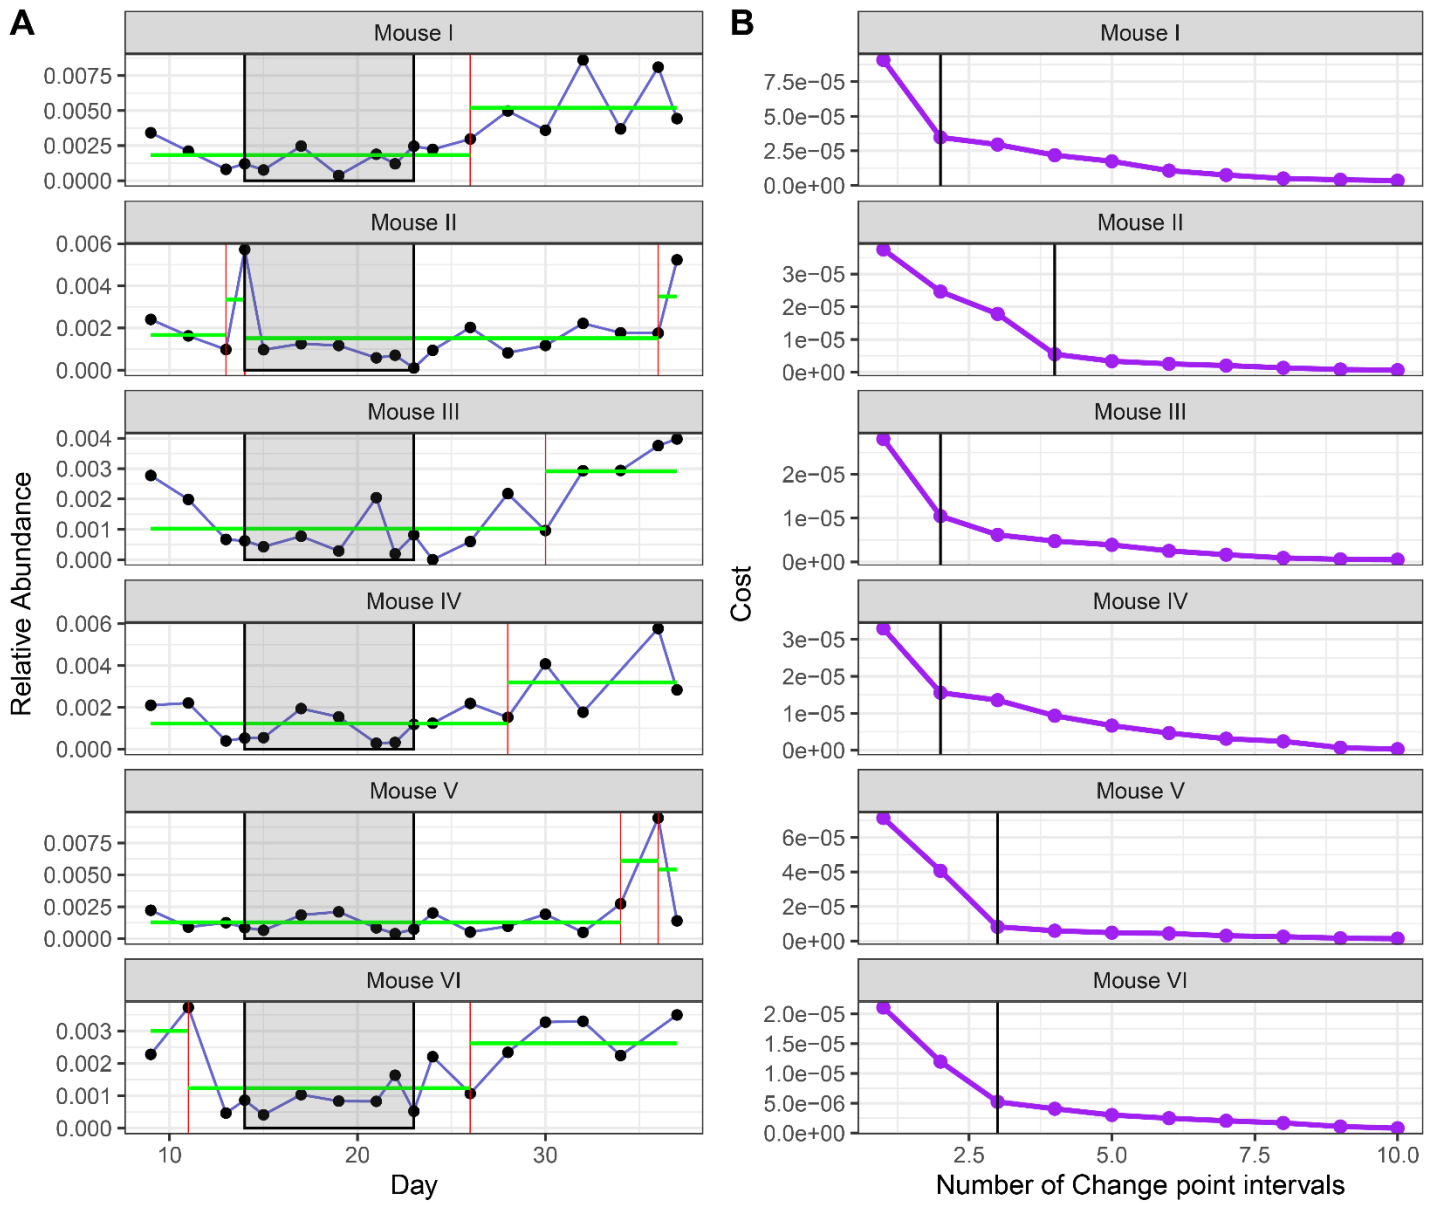 A
Mouse I
0.0075
0.0050
0.0025
0.0000
Mouse II
0.006
0.004
0.002
0.000
Mouse III
0.004
0.003
0.002
0.001
0.000
Mouse IV
0.006
0.004
0.002
0.000
Mouse V
0.0075
0.0050
0.0025
0.0000
Mouse VI
0.003
0.002
0.001
0.000
10 20 30
Day
Relative Abundance
B
Mouse I
7.5e−05
5.0e−05
2.5e−05
0.0e+00
Mouse II
3e−05
2e−05
1e−05
0e+00
Mouse III
2e−05
1e−05
0e+00
Mouse IV
3e−05
2e−05
1e−05
0e+00
Mouse V
6e−05
4e−05
2e−05
0e+00
Mouse VI
2.0e−05
1.5e−05
1.0e−05
5.0e−06
0.0e+00
2.5 5.0 7.5 10.0
Number of Change point intervals
Cost